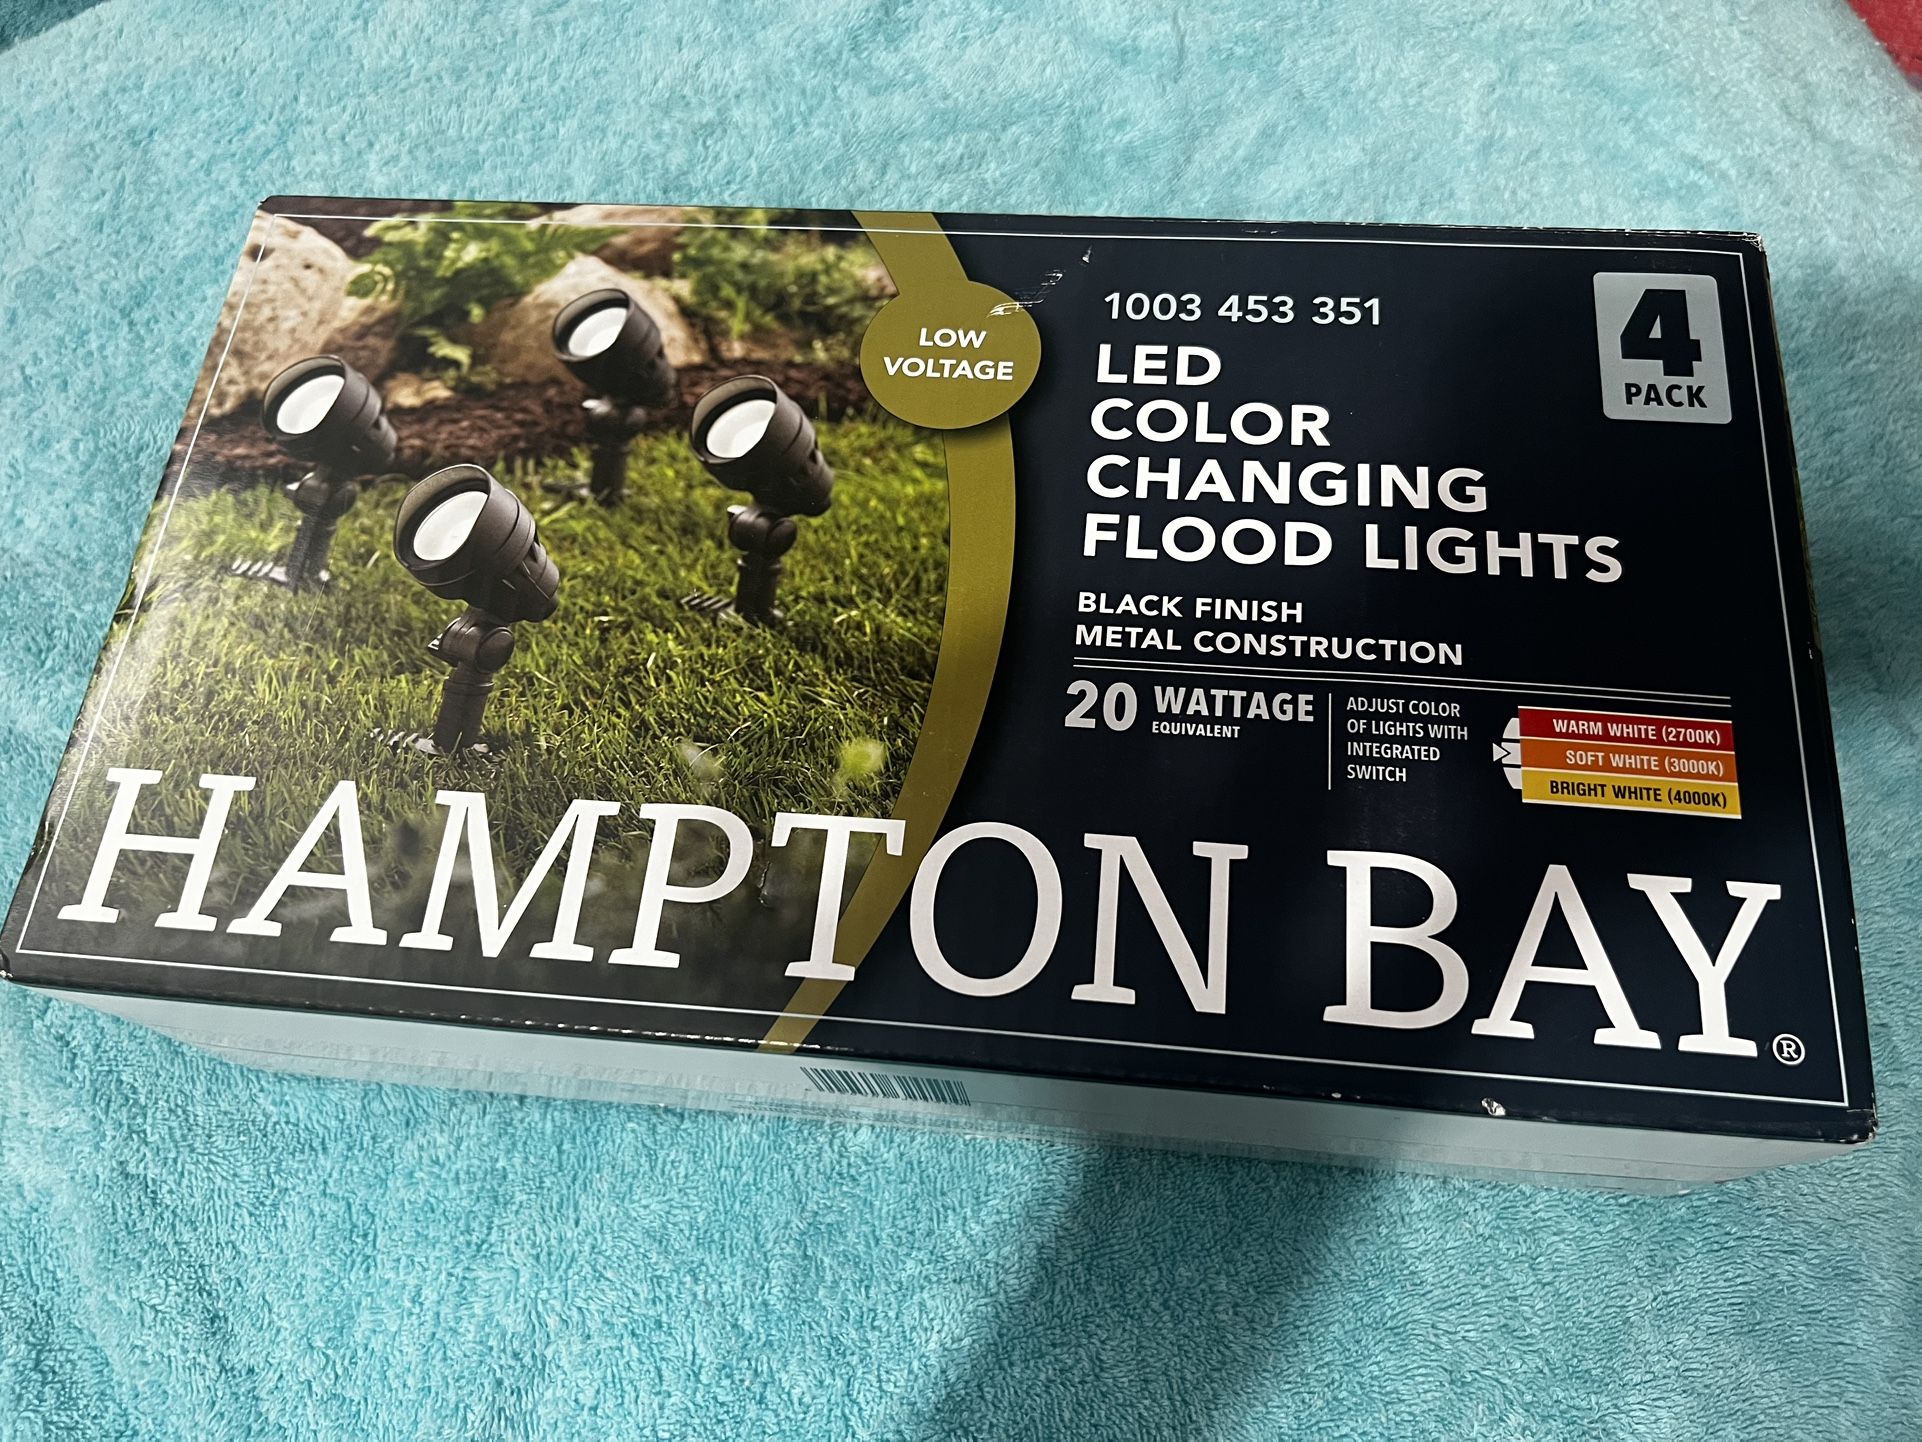 LOW
VOLTAGE
1003 453 351
LED
COLOR
CHANGING
FLOOD LIGHTS
4
PACK
BLACK FINISH
METAL CONSTRUCTION
20 WATTAGE
EQUIVALENT
ADJUST COLOR
OF LIGHTS WITH
INTEGRATED
SWITCH
WARM WHITE (2700K)
SOFT WHITE (3000K)
BRIGHT WHITE (4000K)
HAMPTON BAY®